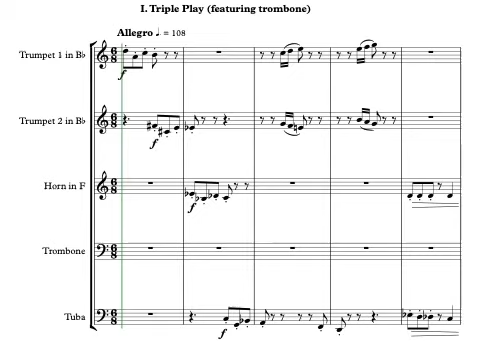 I. Triple Play (featuring trombone)
Allegro ♩ = 108
Trumpet 1 in B♭
f
Trumpet 2 in B♭
f
Horn in F
f
Trombone
Tuba
f